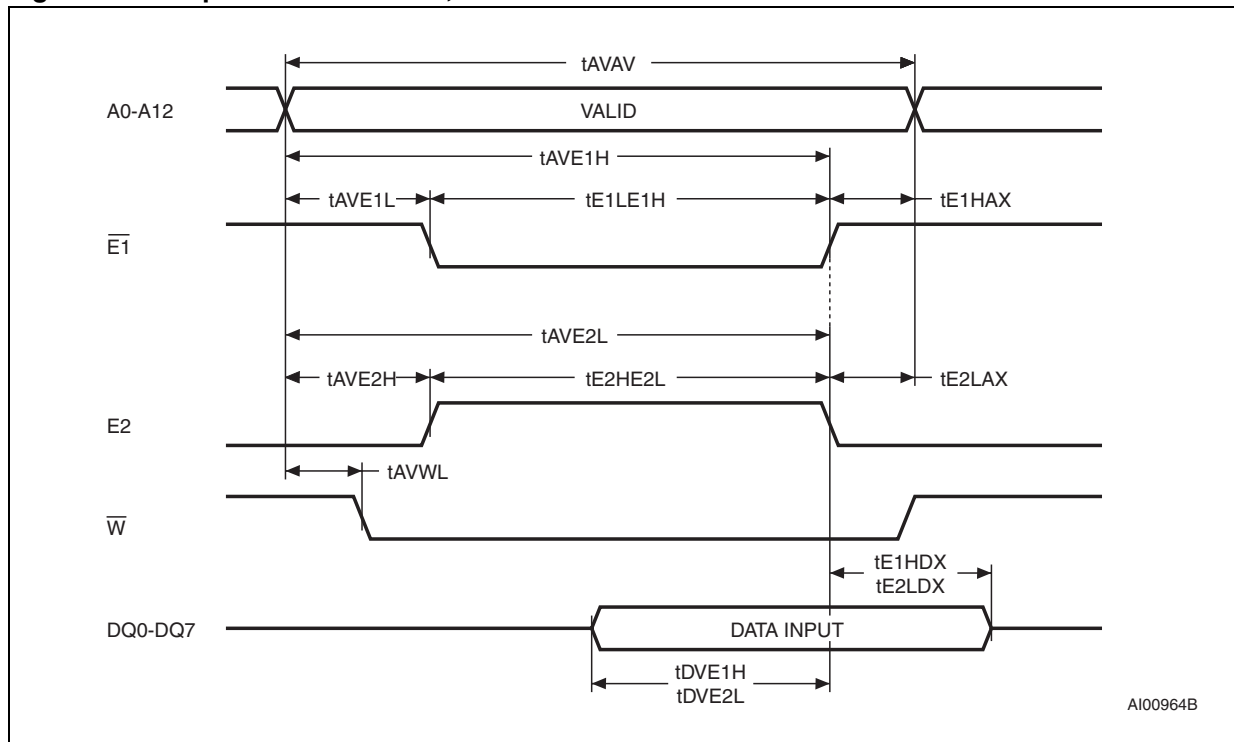 tAVAV
A0-A12
VALID
tAVE1H
tAVE1L
tE1LE1H
tE1HAX
E1
tAVE2L
tAVE2H
tE2HE2L
tE2LAX
E2
tAVWL
W
tE1HDX
tE2LDX
DQ0-DQ7
DATA INPUT
tDVE1H
tDVE2L
AI00964B